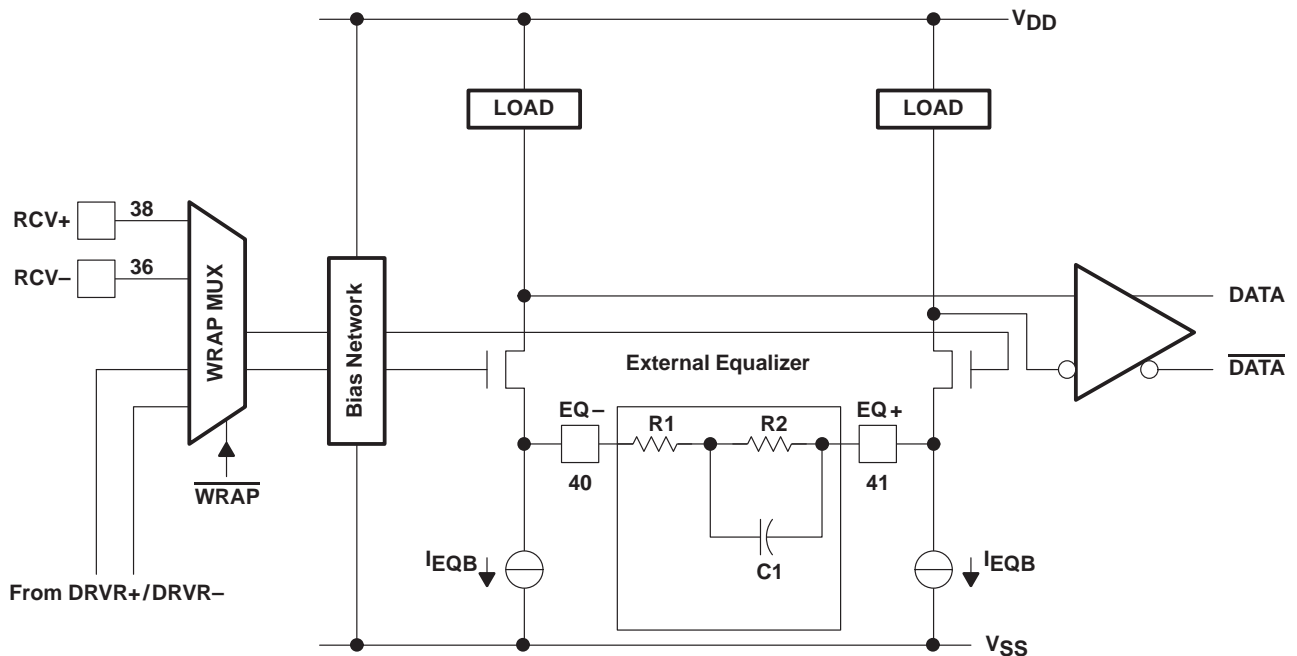 VDD
LOAD
LOAD
RCV+
38
RCV–
36
WRAP MUX
Bias Network
DATA
DATA
External Equalizer
EQ–
R1
R2
EQ+
40
41
WRAP
C1
IEQB
IEQB
From DRVR+/DRVR–
VSS